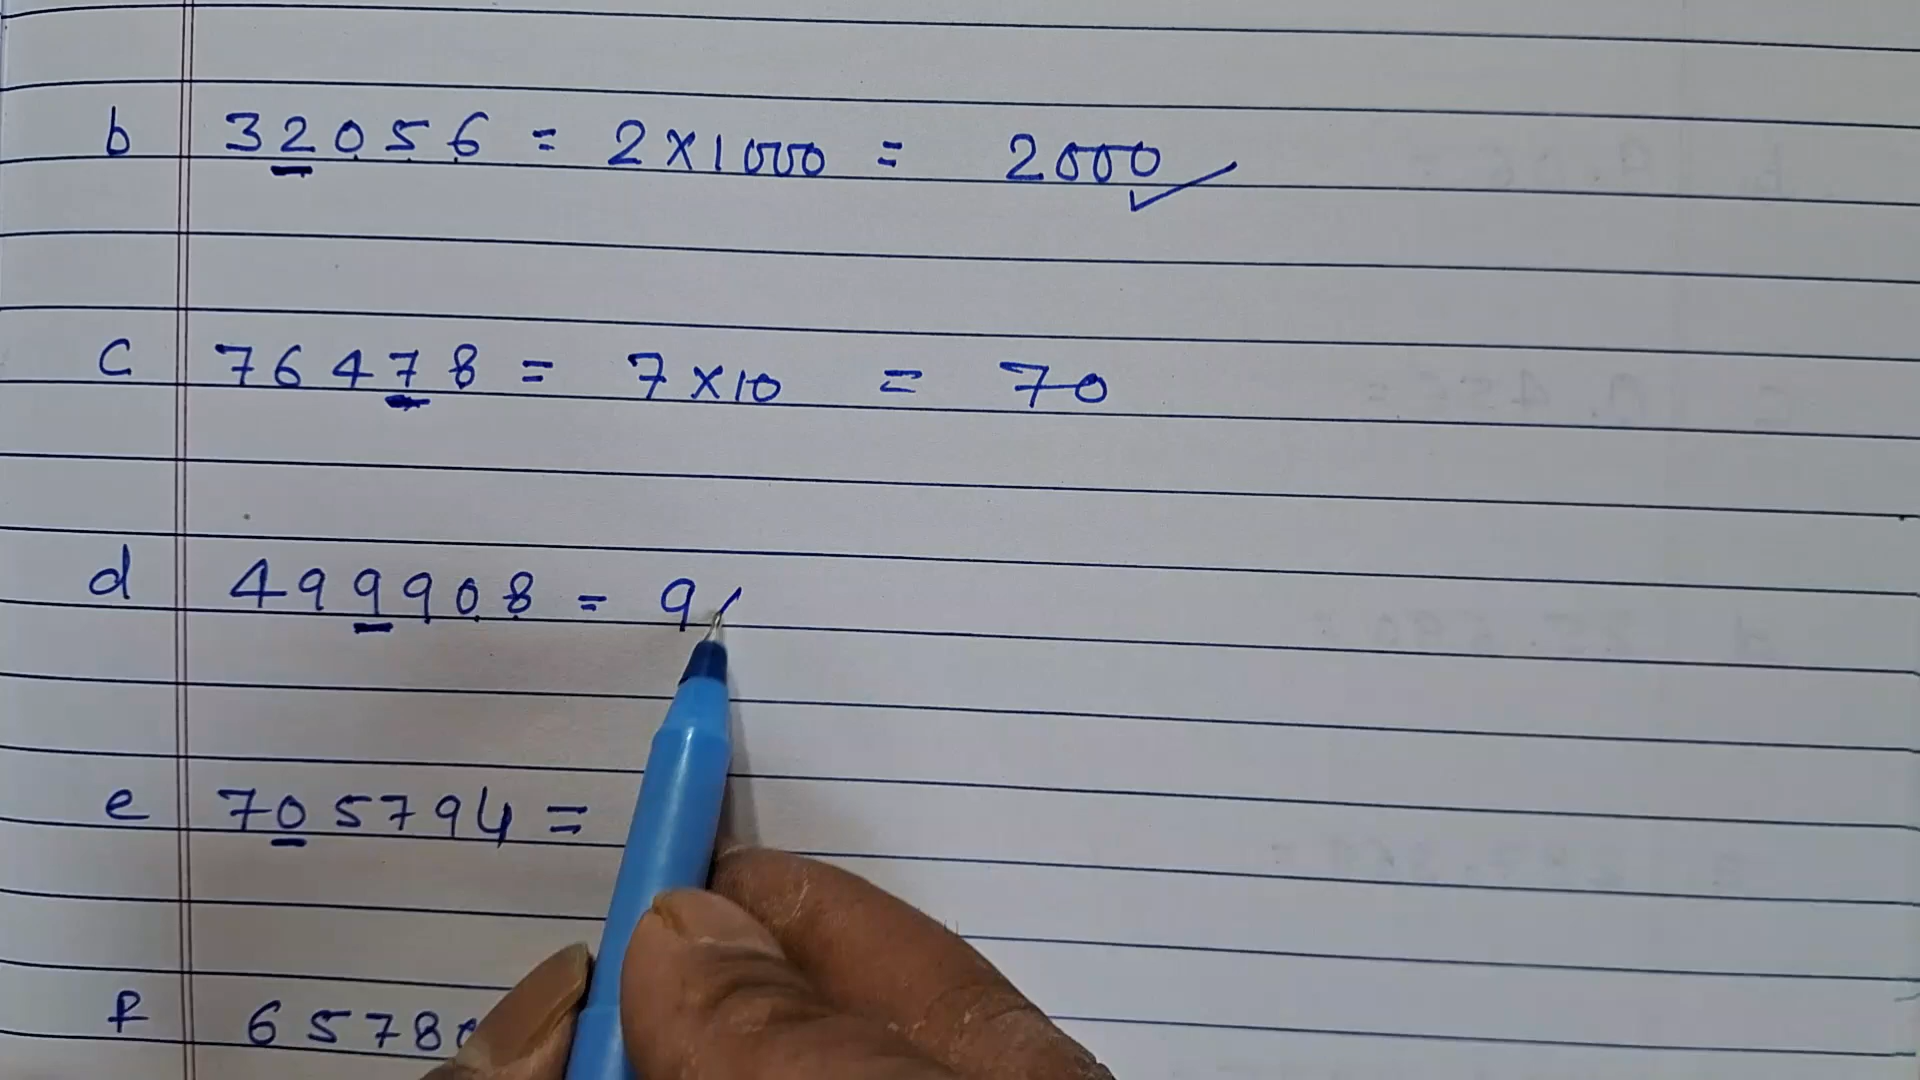 b 32056 = 2×1000 = 2000 ✓
c 76478 = 7×10 = 70
d 499908 = 9
e 705794 =
f 6578